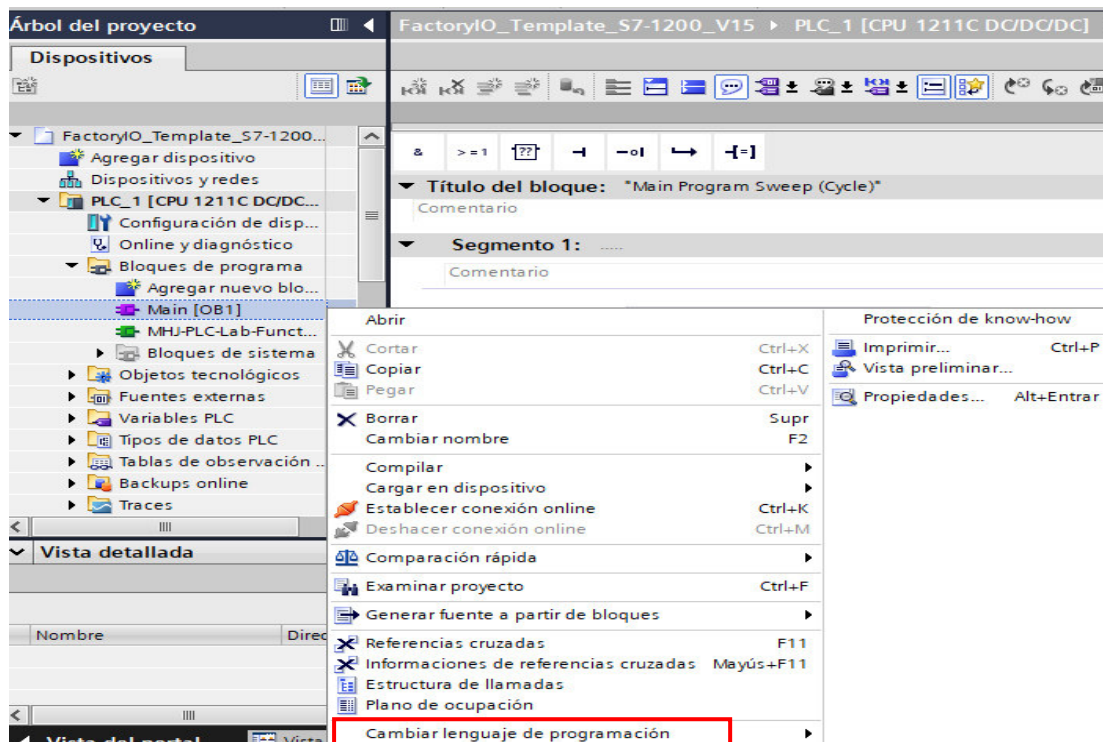 Árbol del proyecto
FactoryIO_Template_S7-1200_V15 ▸ PLC_1 [CPU 1211C DC/DC/DC]
Dispositivos
FactoryIO_Template_S7-1200...
Agregar dispositivo
Dispositivos y redes
PLC_1 [CPU 1211C DC/DC...
Configuración de disp...
Online y diagnóstico
Bloques de programa
Agregar nuevo blo...
Main [OB1]
MHJ-PLC-Lab-Funct...
Bloques de sistema
Objetos tecnológicos
Fuentes externas
Variables PLC
Tipos de datos PLC
Tablas de observación ..
Backups online
Traces
Vista detallada
Nombre Direc
Vista del portal Vista
& >=1 ??
Título del bloque: "Main Program Sweep (Cycle)"
Comentario
Segmento 1: .....
Comentario
Abrir
Cortar Ctrl+X
Copiar Ctrl+C
Pegar Ctrl+V
Borrar Supr
Cambiar nombre F2
Compilar
Cargar en dispositivo
Establecer conexión online Ctrl+K
Deshacer conexión online Ctrl+M
Comparación rápida
Examinar proyecto Ctrl+F
Generar fuente a partir de bloques
Referencias cruzadas F11
Informaciones de referencias cruzadas Mayús+F11
Estructura de llamadas
Plano de ocupación
Cambiar lenguaje de programación
Protección de know-how
Imprimir... Ctrl+P
Vista preliminar...
Propiedades... Alt+Entrar